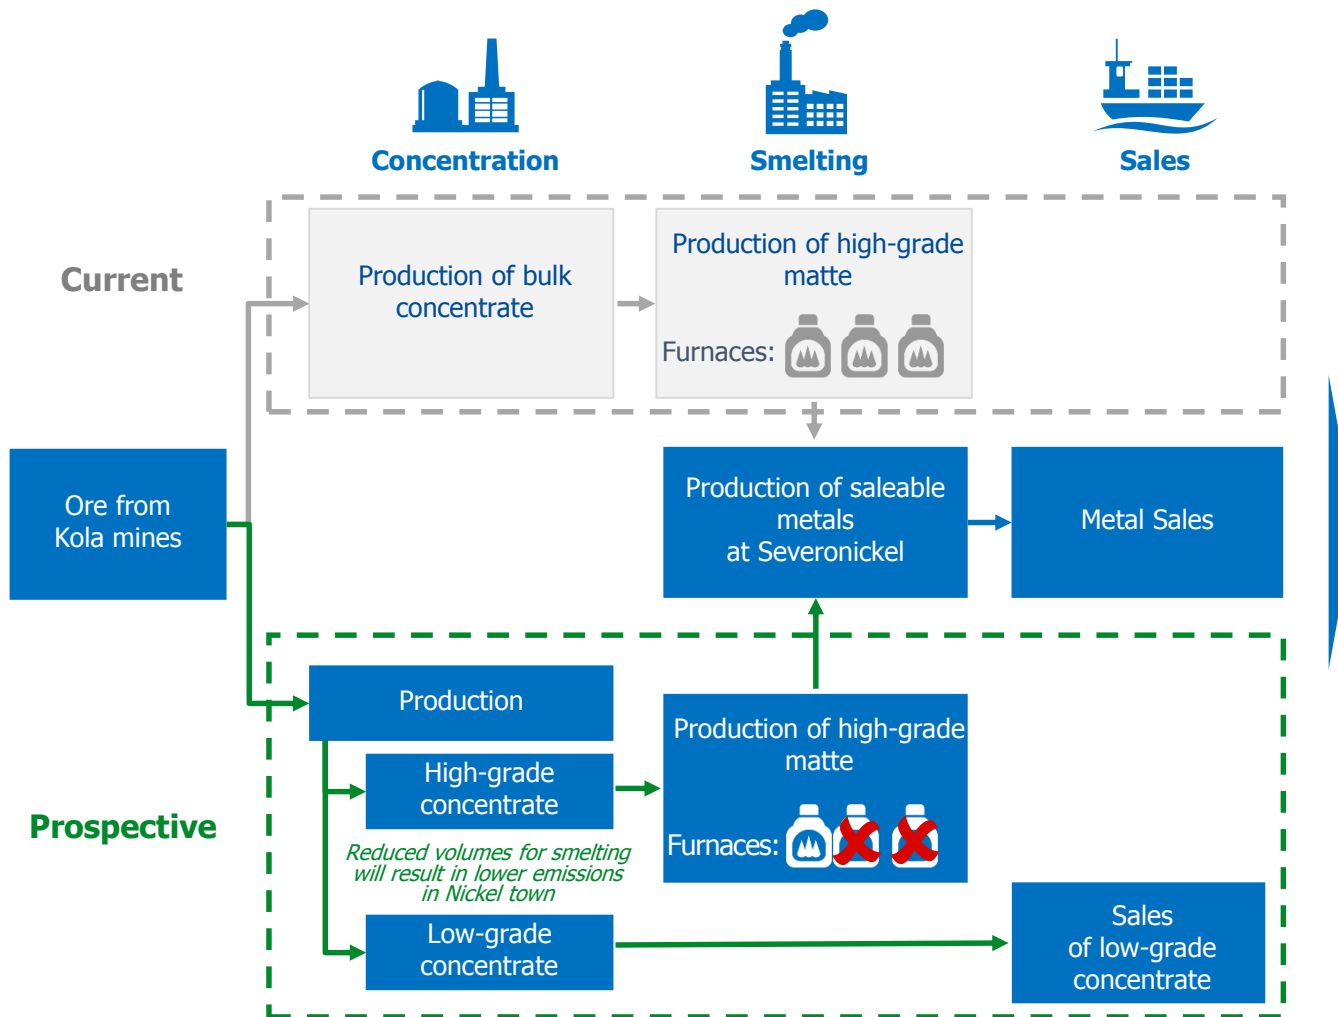 Concentration
Smelting
Sales
Current
Production of bulk
concentrate
Production of high-grade
matte
Furnaces:
Ore from
Kola mines
Production of saleable
metals
at Severonickel
Metal Sales
Prospective
Production
High-grade
concentrate
Reduced volumes for smelting
will result in lower emissions
in Nickel town
Low-grade
concentrate
Production of high-grade
matte
Furnaces:
Sales
of low-grade
concentrate